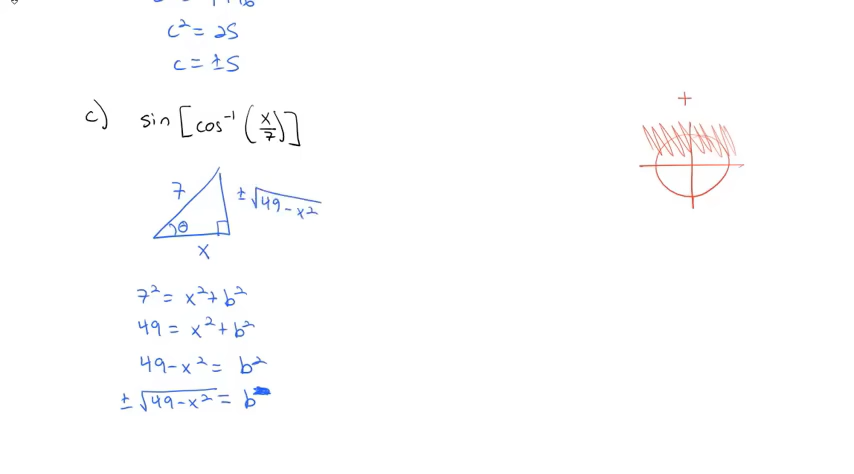 c² = 25
c = ±5
c) sin [cos⁻¹ (x/7)]
+
7
± √49 - x²
θ
x
7² = x² + b²
49 = x² + b²
49 - x² = b²
± √49 - x² = b